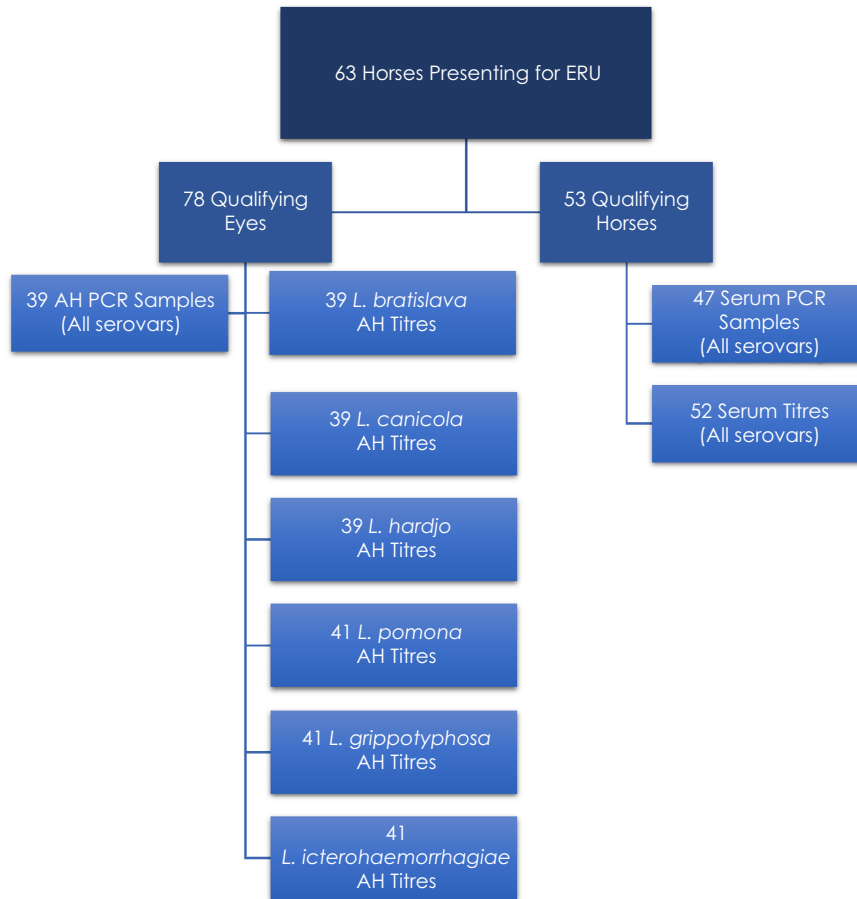 63 Horses Presenting for ERU
78 Qualifying
Eyes
53 Qualifying
Horses
39 AH PCR Samples
(All serovars)
39 L. bratislava
AH Titres
47 Serum PCR
Samples
(All serovars)
39 L. canicola
AH Titres
52 Serum Titres
(All serovars)
39 L. hardjo
AH Titres
41 L. pomona
AH Titres
41 L. grippotyphosa
AH Titres
41
L. icterohaemorrhagiae
AH Titres